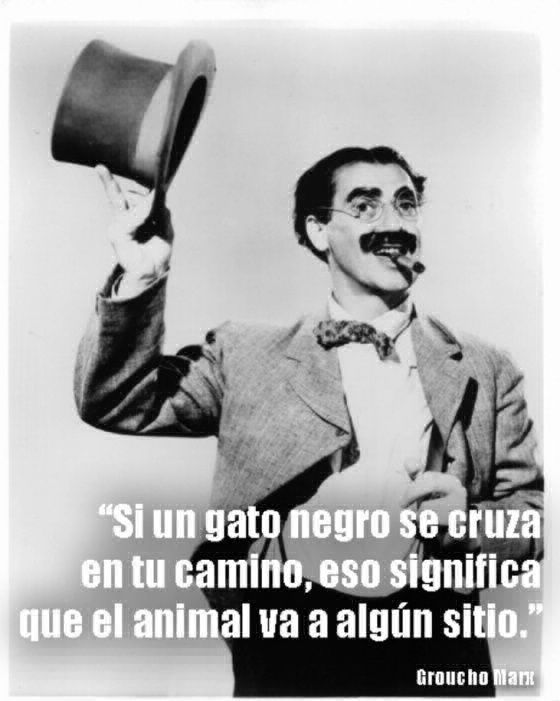 “Si un gato negro se cruza
en tu camino, eso significa
que el animal va a algún sitio.”
Groucho Marx